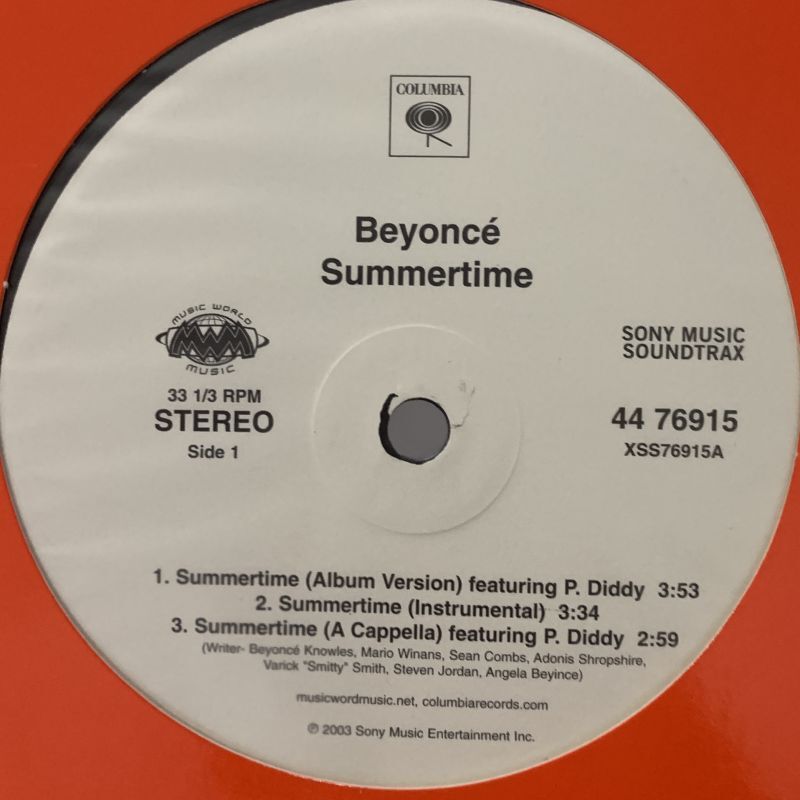 COLUMBIA
Beyoncé
Summertime
MUSIC WORLD
MWM
MUSIC
33 1/3 RPM
STEREO
Side 1
SONY MUSIC
SOUNDTRAX
44 76915
XSS76915A
1. Summertime (Album Version) featuring P. Diddy 3:53
2. Summertime (Instrumental) 3:34
3. Summertime (A Cappella) featuring P. Diddy 2:59
(Writer- Beyoncé Knowles, Mario Winans, Sean Combs, Adonis Shropshire,
Varick "Smitty" Smith, Steven Jordan, Angela Beyince)
musicwordmusic.net, columbiarecords.com
℗ 2003 Sony Music Entertainment Inc.